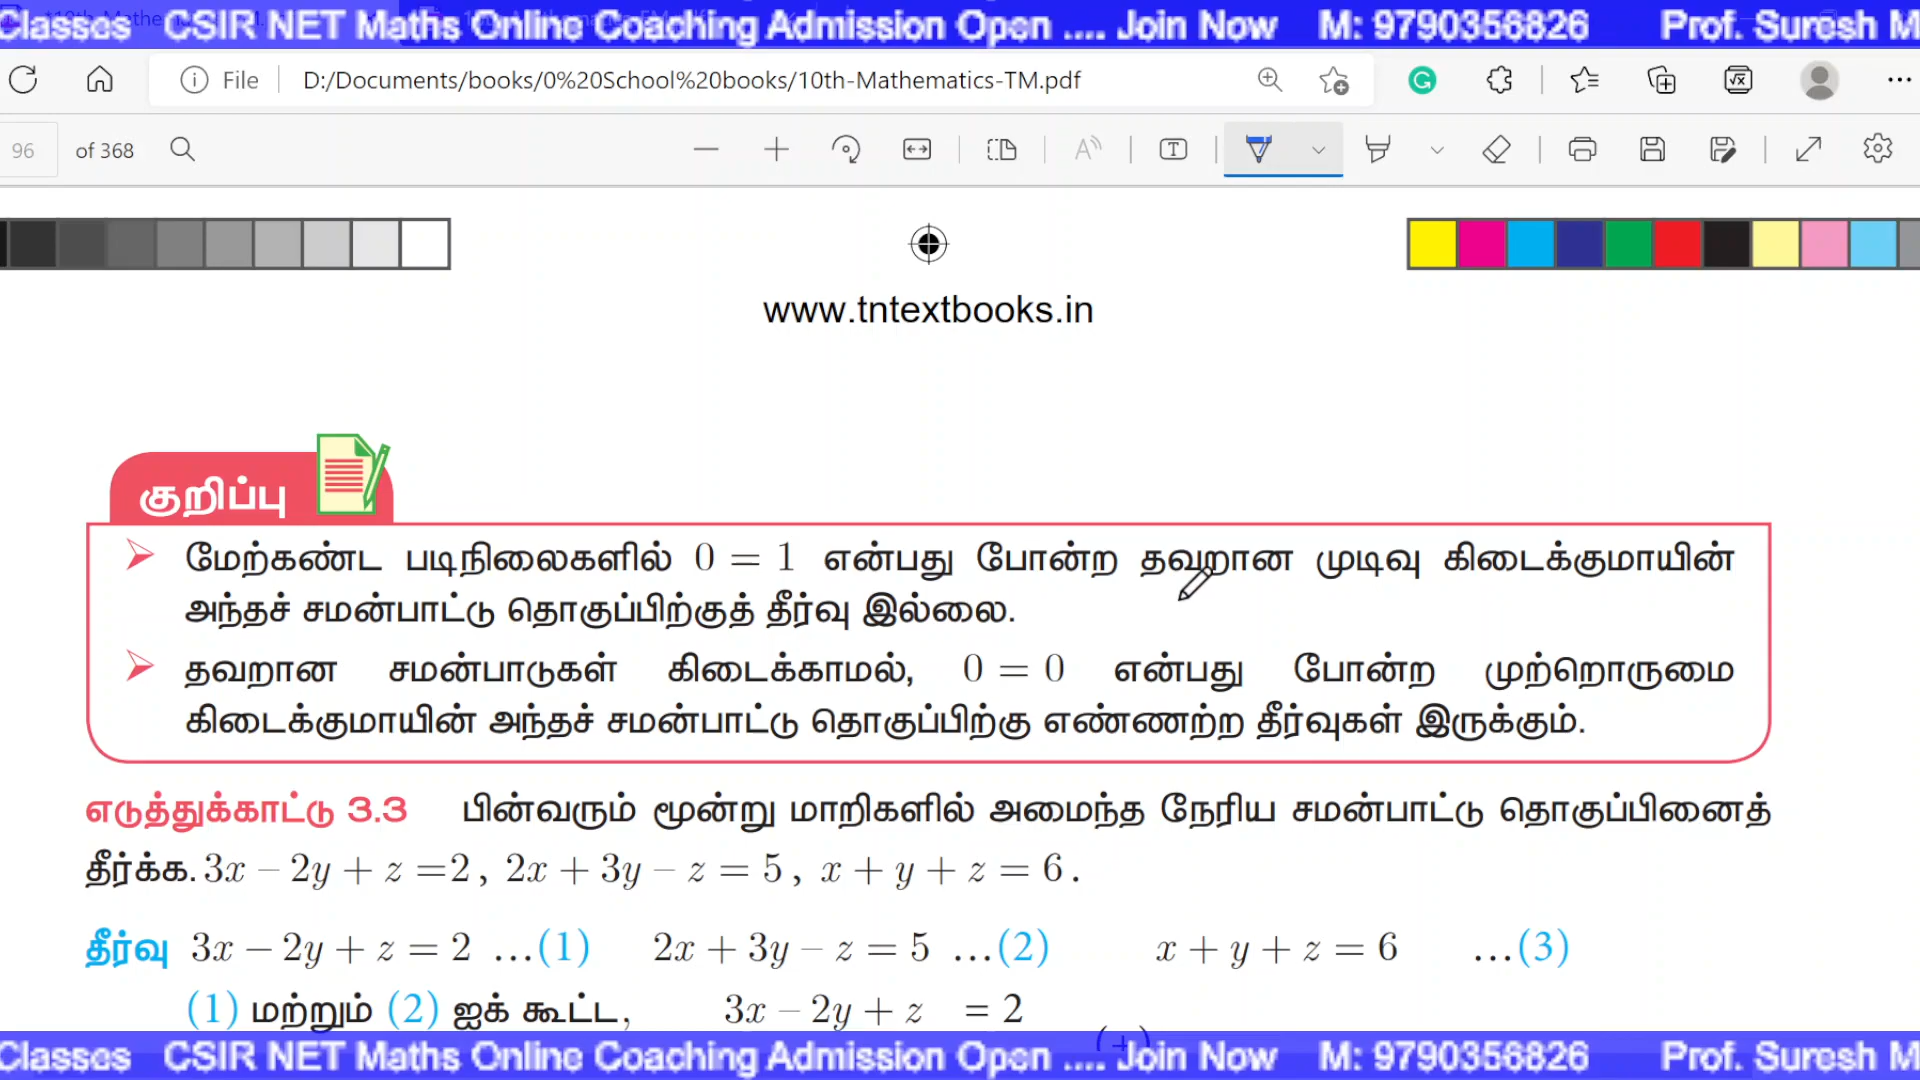 Classes CSIR NET Maths Online Coaching Admission Open .... Join Now M: 9790356826 Prof. Suresh M
File D:/Documents/books/0%20School%20books/10th-Mathematics-TM.pdf
96 of 368
www.tntextbooks.in
குறிப்பு
மேற்கண்ட படிநிலைகளில் 0 = 1 என்பது போன்ற தவறான முடிவு கிடைக்குமாயின்
அந்தச் சமன்பாட்டு தொகுப்பிற்குத் தீர்வு இல்லை.
தவறான சமன்பாடுகள் கிடைக்காமல், 0 = 0 என்பது போன்ற முற்றொருமை
கிடைக்குமாயின் அந்தச் சமன்பாட்டு தொகுப்பிற்கு எண்ணற்ற தீர்வுகள் இருக்கும்.
எடுத்துக்காட்டு 3.3 பின்வரும் மூன்று மாறிகளில் அமைந்த நேரிய சமன்பாட்டு தொகுப்பினைத்
தீர்க்க. 3x – 2y + z =2, 2x + 3y – z = 5, x + y + z = 6.
தீர்வு 3x – 2y + z = 2 ...(1) 2x + 3y – z = 5 ...(2) x + y + z = 6 ...(3)
(1) மற்றும் (2) ஐக் கூட்ட, 3x – 2y + z = 2
(+)
Classes CSIR NET Maths Online Coaching Admission Open .... Join Now M: 9790356826 Prof. Suresh M